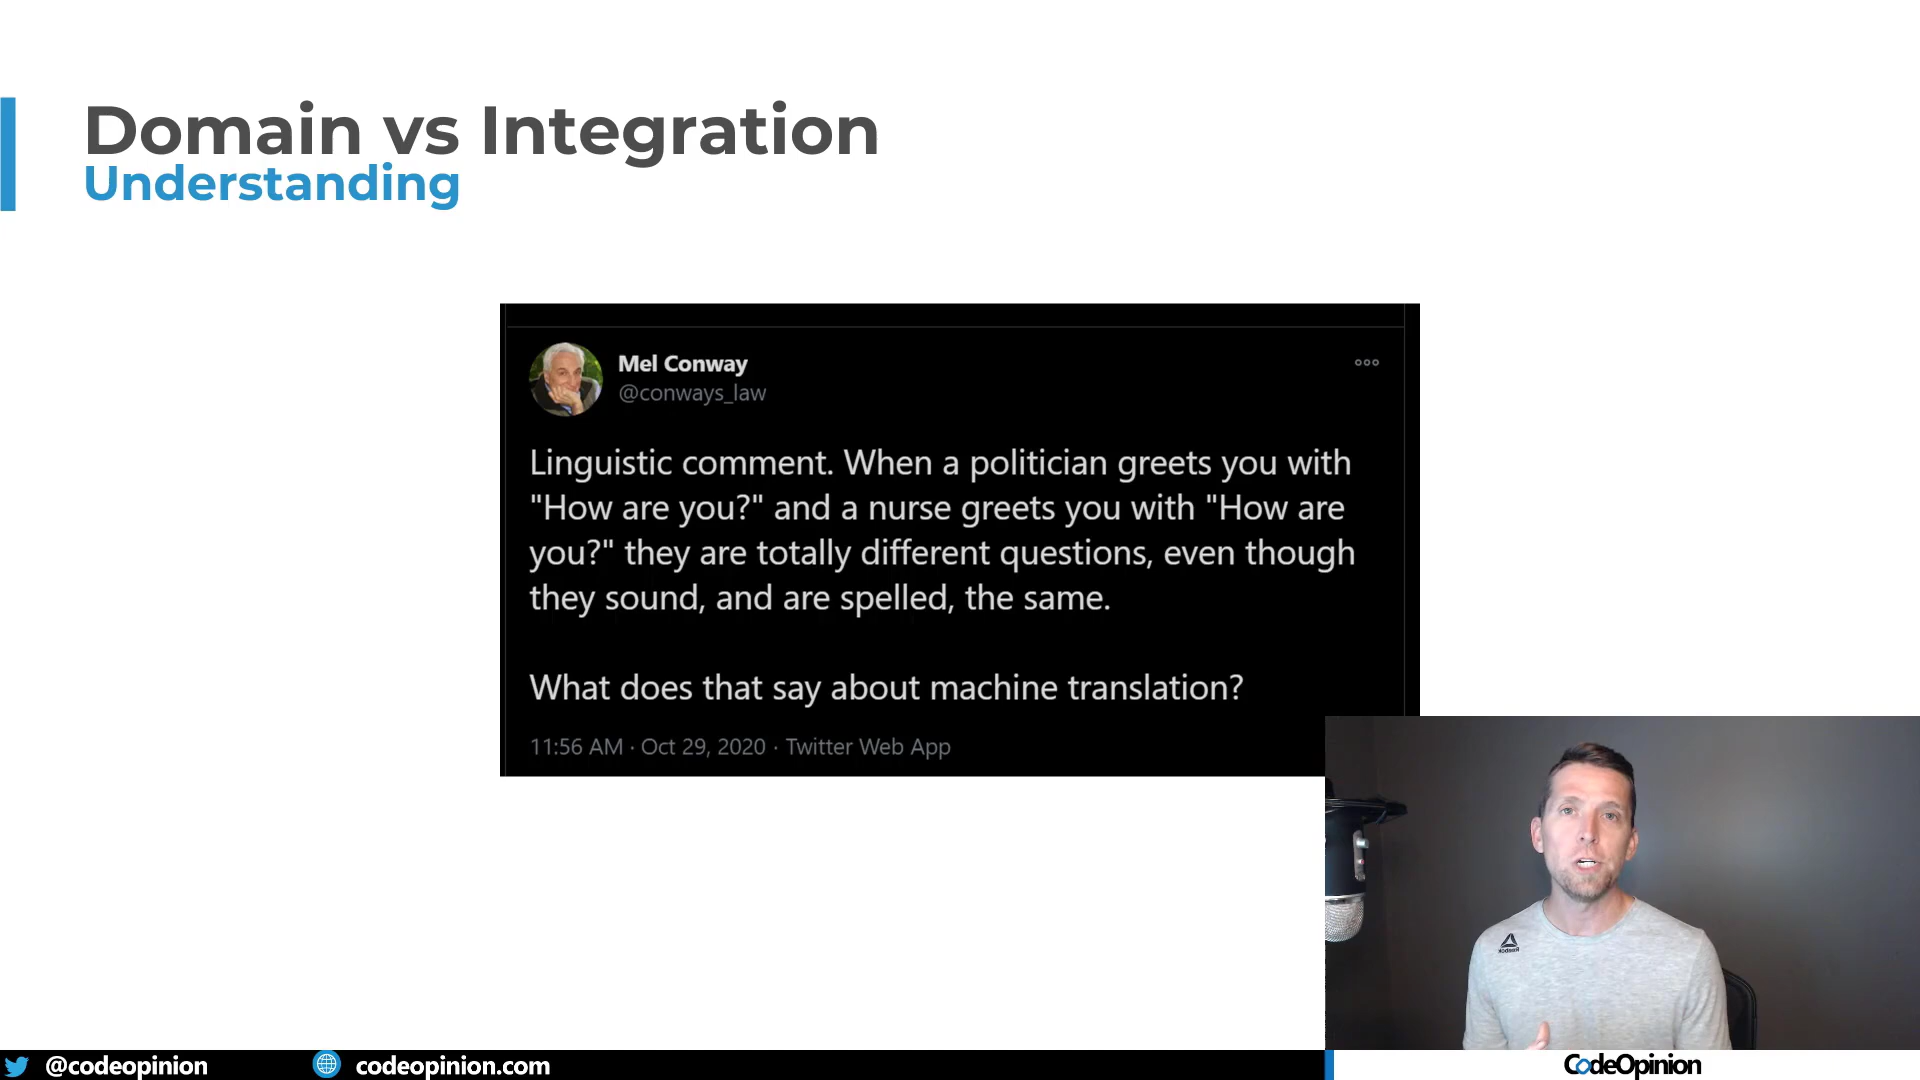 Domain vs Integration
Understanding
Mel Conway
@conways_law
Linguistic comment. When a politician greets you with
"How are you?" and a nurse greets you with "How are
you?" they are totally different questions, even though
they sound, and are spelled, the same.
What does that say about machine translation?
11:56 AM · Oct 29, 2020 · Twitter Web App
Reebok
@codeopinion
codeopinion.com
CodeOpinion